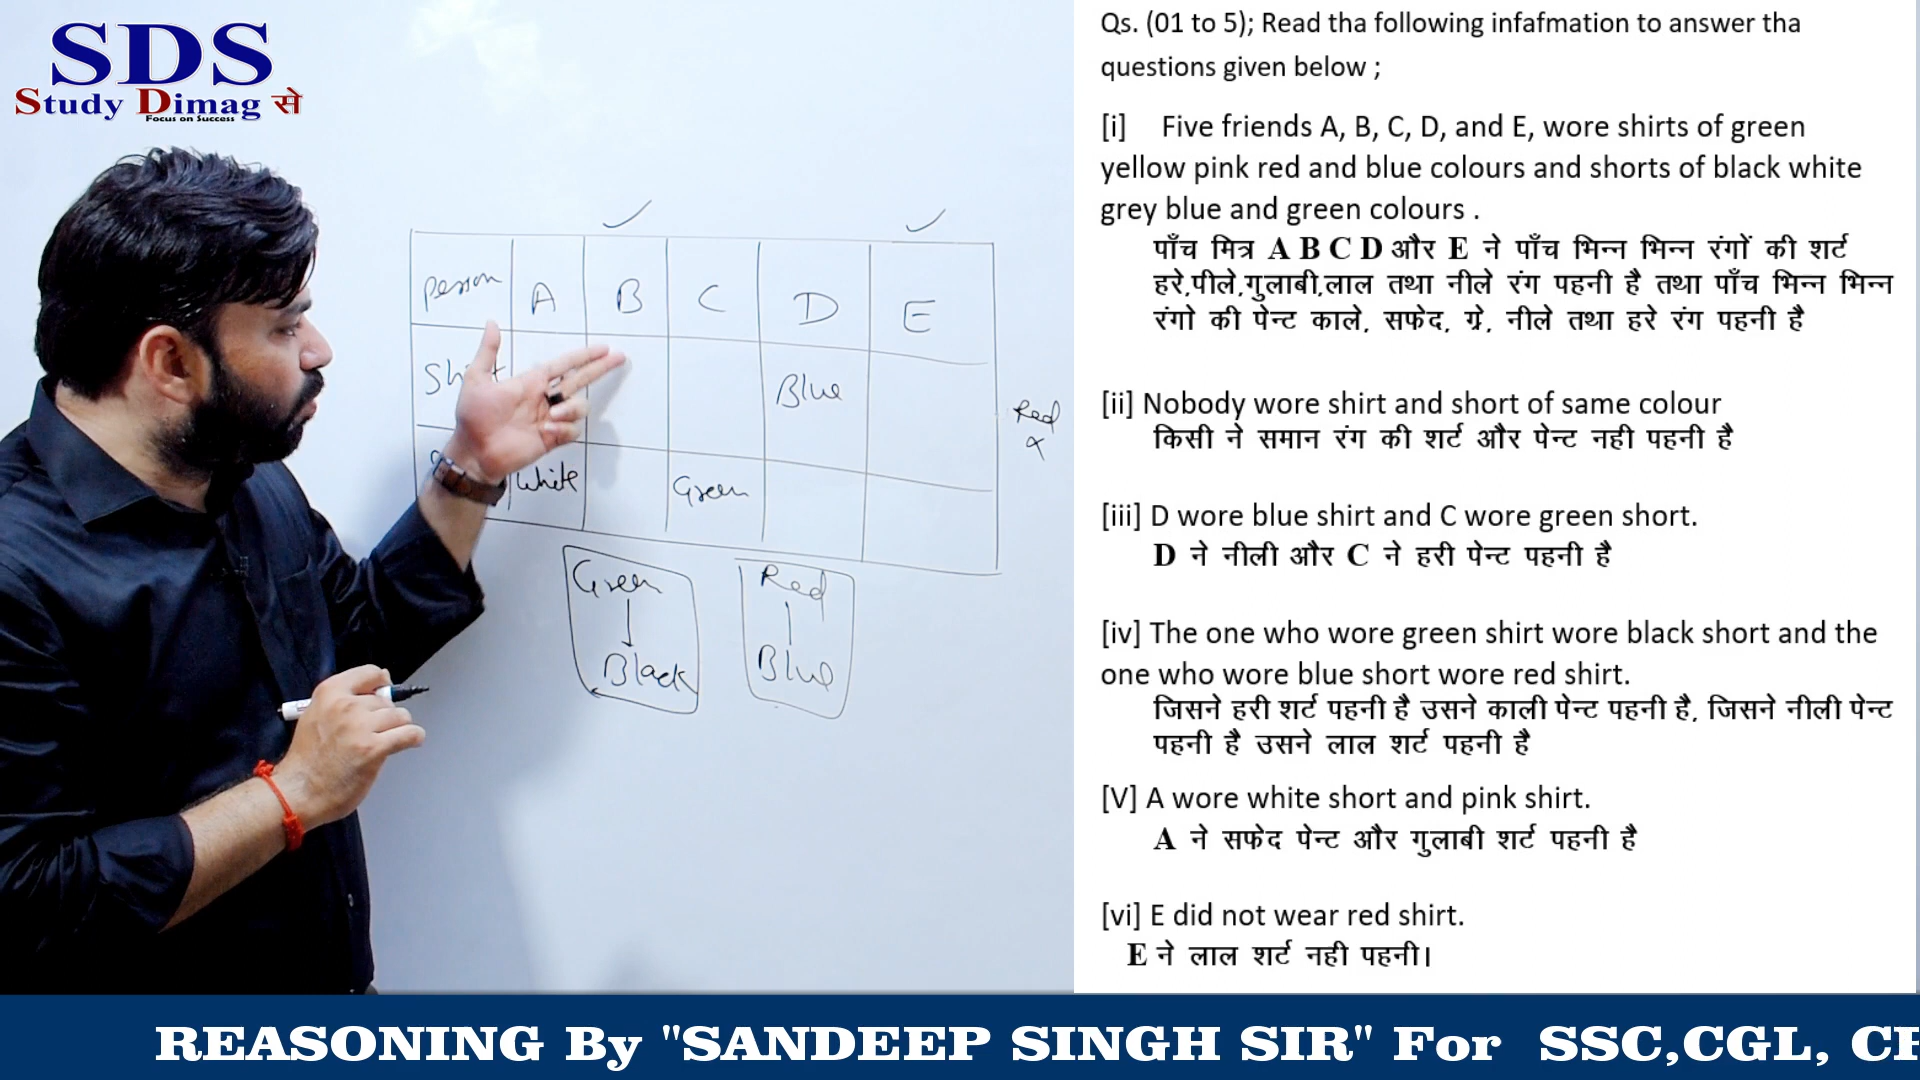 SDS
Study Dimag से
Focus on Success
Person A B C D E
Blue
White Green
Red
Green
Black
Red
Blue
Qs. (01 to 5); Read tha following infafmation to answer tha
questions given below ;
[i] Five friends A, B, C, D, and E, wore shirts of green
yellow pink red and blue colours and shorts of black white
grey blue and green colours .
पाँच मित्र A B C D और E ने पाँच भिन्न भिन्न रंगों की शर्ट
हरे,पीले,गुलाबी,लाल तथा नीले रंग पहनी है तथा पाँच भिन्न भिन्न
रंगो की पेन्ट काले, सफेद, ग्रे, नीले तथा हरे रंग पहनी है
[ii] Nobody wore shirt and short of same colour
किसी ने समान रंग की शर्ट और पेन्ट नही पहनी है
[iii] D wore blue shirt and C wore green short.
D ने नीली और C ने हरी पेन्ट पहनी है
[iv] The one who wore green shirt wore black short and the
one who wore blue short wore red shirt.
जिसने हरी शर्ट पहनी है उसने काली पेन्ट पहनी है, जिसने नीली पेन्ट
पहनी है उसने लाल शर्ट पहनी है
[V] A wore white short and pink shirt.
A ने सफेद पेन्ट और गुलाबी शर्ट पहनी है
[vi] E did not wear red shirt.
E ने लाल शर्ट नही पहनी।
REASONING By "SANDEEP SINGH SIR" For SSC,CGL,